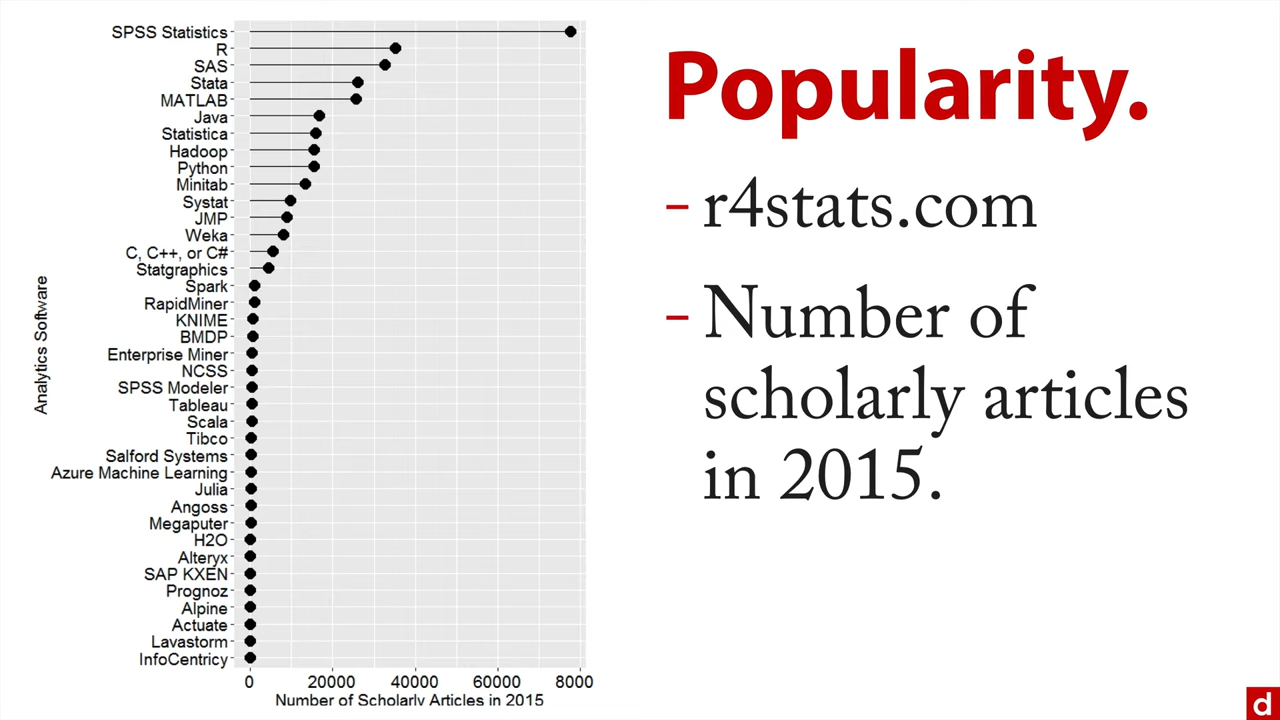 SPSS Statistics
R
SAS
Stata
MATLAB
Java
Statistica
Hadoop
Python
Minitab
Systat
JMP
Weka
C, C++, or C#
Statgraphics
Spark
RapidMiner
KNIME
BMDP
Enterprise Miner
NCSS
SPSS Modeler
Tableau
Scala
Tibco
Salford Systems
Azure Machine Learning
Julia
Angoss
Megaputer
H2O
Alteryx
SAP KXEN
Prognoz
Alpine
Actuate
Lavastorm
InfoCentricy
Analytics Software
0 20000 40000 60000 8000
Number of Scholarly Articles in 2015
Popularity.
- r4stats.com
- Number of
scholarly articles
in 2015.
d